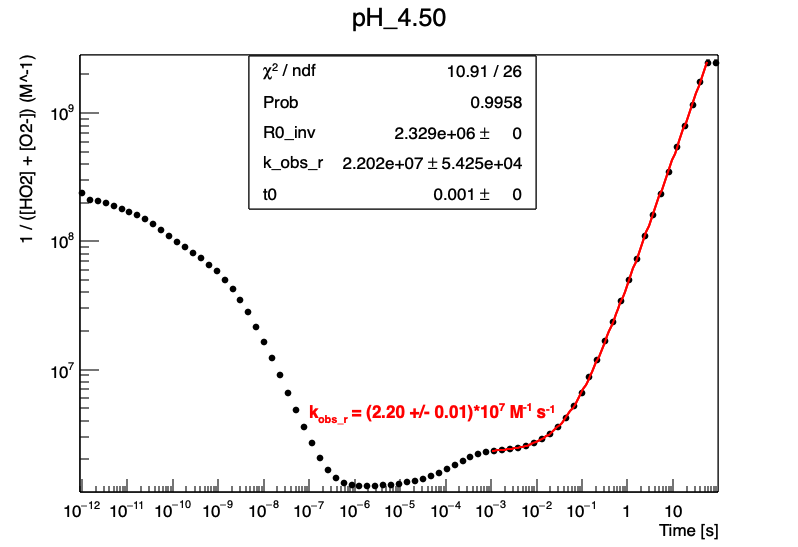 pH_4.50
1 / ([HO2] + [O2-]) (M^-1)
χ² / ndf 10.91 / 26
Prob 0.9958
R0_inv 2.329e+06 ± 0
k_obs_r 2.202e+07 ± 5.425e+04
t0 0.001 ± 0
10⁹
10⁸
10⁷
k_obs_r = (2.20 +/- 0.01)*10⁷ M⁻¹ s⁻¹
10⁻¹² 10⁻¹¹ 10⁻¹⁰ 10⁻⁹ 10⁻⁸ 10⁻⁷ 10⁻⁶ 10⁻⁵ 10⁻⁴ 10⁻³ 10⁻² 10⁻¹ 1 10
Time [s]